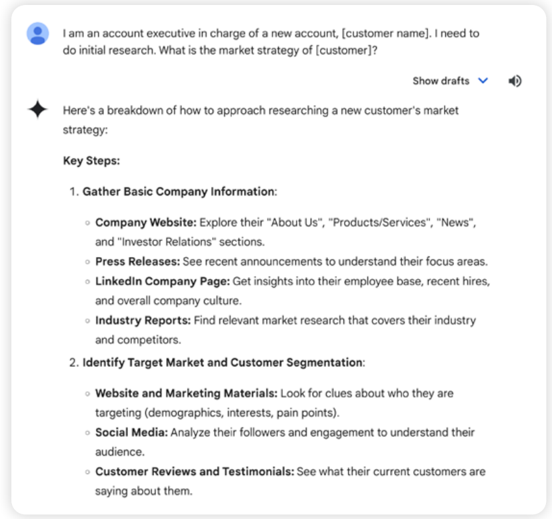 I am an account executive in charge of a new account, [customer name]. I need to
do initial research. What is the market strategy of [customer]?
Show drafts
Here's a breakdown of how to approach researching a new customer's market
strategy:
Key Steps:
1. Gather Basic Company Information:
◦ Company Website: Explore their "About Us", "Products/Services", "News",
and "Investor Relations" sections.
◦ Press Releases: See recent announcements to understand their focus areas.
◦ LinkedIn Company Page: Get insights into their employee base, recent hires,
and overall company culture.
◦ Industry Reports: Find relevant market research that covers their industry
and competitors.
2. Identify Target Market and Customer Segmentation:
◦ Website and Marketing Materials: Look for clues about who they are
targeting (demographics, interests, pain points).
◦ Social Media: Analyze their followers and engagement to understand their
audience.
◦ Customer Reviews and Testimonials: See what their current customers are
saying about them.